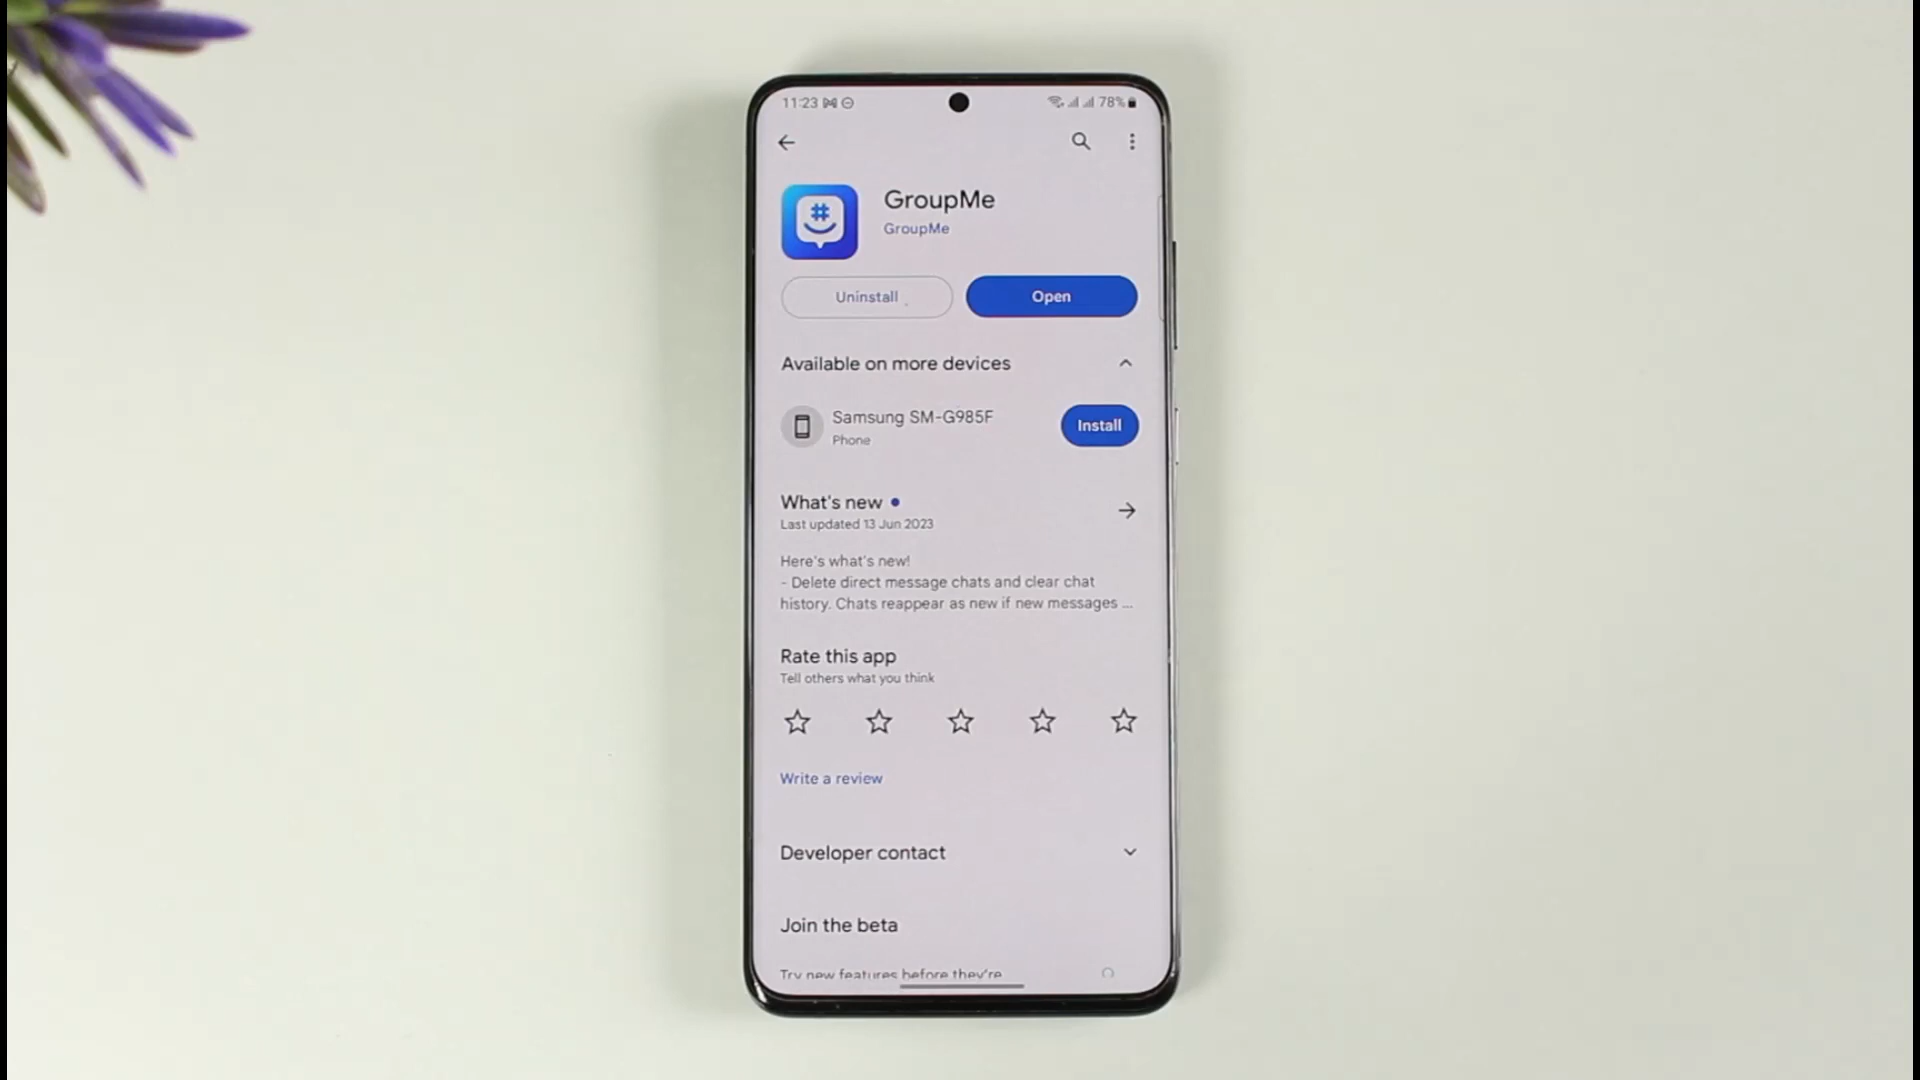 11:23
78%
GroupMe
GroupMe
Uninstall
Open
Available on more devices
Samsung SM-G985F
Phone
Install
What's new
Last updated 13 Jun 2023
Here's what's new!
- Delete direct message chats and clear chat
history. Chats reappear as new if new messages ...
Rate this app
Tell others what you think
Write a review
Developer contact
Join the beta
Try new features before they're